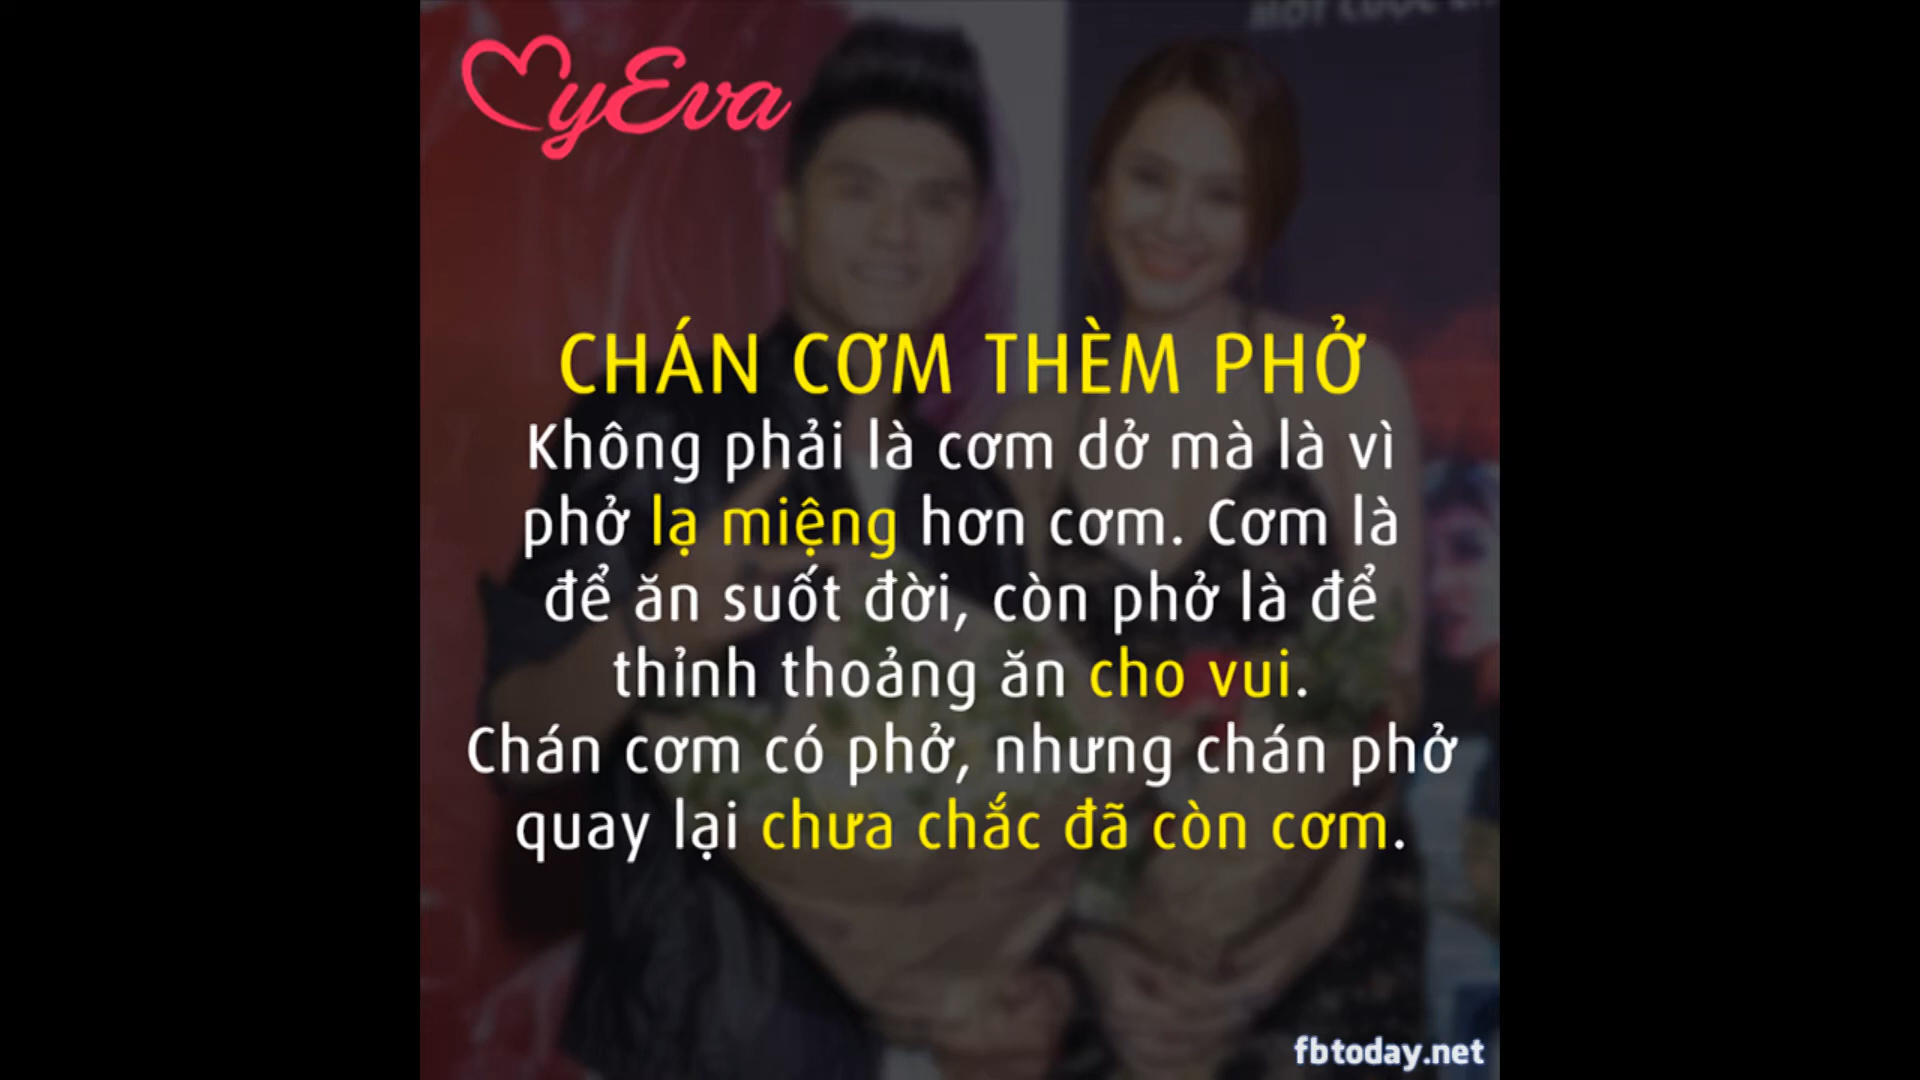 MyEva
MỘT CUỘC
CHÁN CƠM THÈM PHỞ
Không phải là cơm dở mà là vì
phở lạ miệng hơn cơm. Cơm là
để ăn suốt đời, còn phở là để
thỉnh thoảng ăn cho vui.
Chán cơm có phở, nhưng chán phở
quay lại chưa chắc đã còn cơm.
fbtoday.net